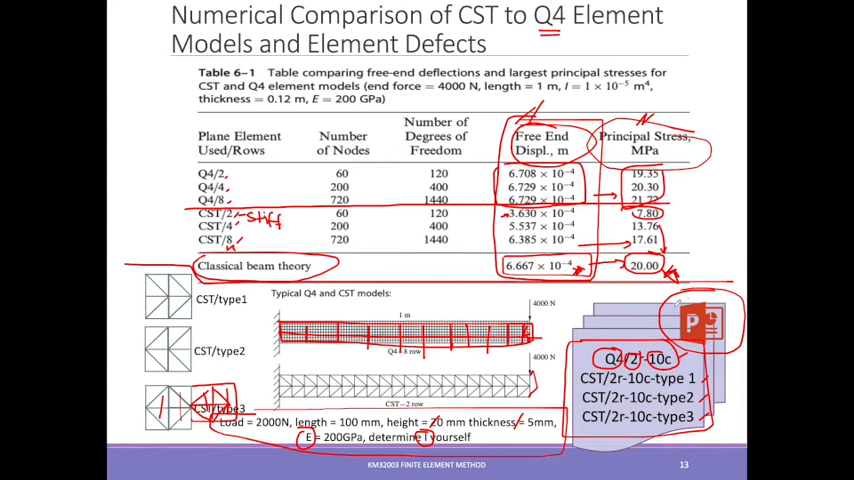 Numerical Comparison of CST to Q4 Element
Models and Element Defects
Table 6–1 Table comparing free-end deflections and largest principal stresses for
CST and Q4 element models (end force = 4000 N, length = 1 m, I = 1 × 10⁻⁵ m⁴,
thickness = 0.12 m, E = 200 GPa)
Plane Element Used/Rows Number of Nodes Number of Degrees of Freedom Free End Displ., m Principal Stress, MPa
Q4/2 60 120 6.708 × 10⁻⁴ 19.35
Q4/4 200 400 6.729 × 10⁻⁴ 20.30
Q4/8 720 1440 6.729 × 10⁻⁴ 21.72
CST/2 Stiff 60 120 3.630 × 10⁻⁴ 7.80
CST/4 200 400 5.537 × 10⁻⁴ 13.76
CST/8 720 1440 6.385 × 10⁻⁴ 17.61
Classical beam theory 6.667 × 10⁻⁴ 20.00
CST/type1
CST/type2
CST/type3
Typical Q4 and CST models:
1 m
4000 N
Q4–8 row
4000 N
CST–2 row
P
Q4/2r-10c
CST/2r-10c-type 1
CST/2r-10c-type2
CST/2r-10c-type3
Load = 2000N, length = 100 mm, height = 20 mm thickness = 5mm,
E = 200GPa, determine I yourself
KM32003 FINITE ELEMENT METHOD
13